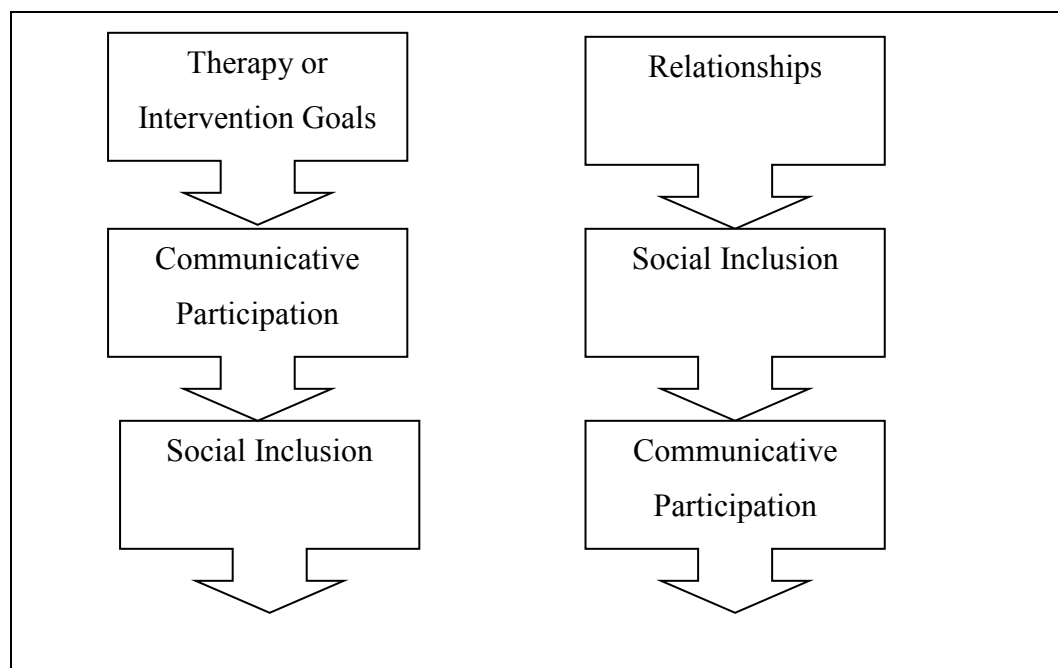 Therapy or
Intervention Goals
Communicative
Participation
Social Inclusion
Relationships
Social Inclusion
Communicative
Participation